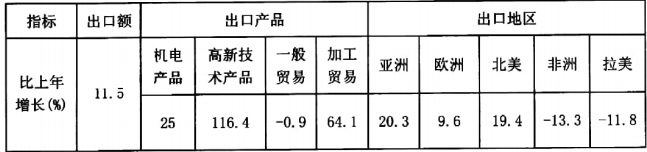 指标 出口额 出口产品 出口地区
比上年增长(%) 11.5 机电产品 高新技术产品 一般贸易 加工贸易 亚洲 欧洲 北美 非洲 拉美
25 116.4 -0.9 64.1 20.3 9.6 19.4 -13.3 -11.8